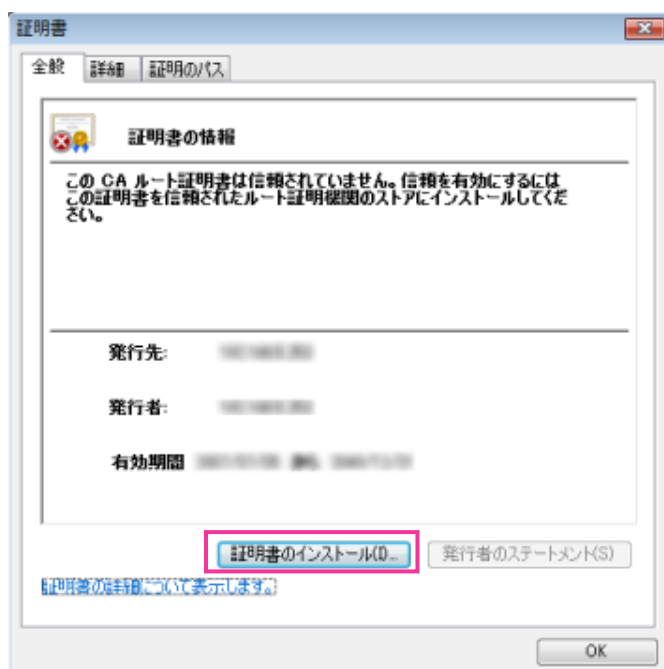 証明書
全般 詳細 証明のパス
証明書の情報
この CA ルート証明書は信頼されていません。信頼を有効にするには
この証明書を信頼されたルート証明機関のストアにインストールしてくだ
さい。
発行先:
発行者:
有効期間 から
証明書のインストール(I)... 発行者のステートメント(S)
証明書の詳細について表示します。
OK